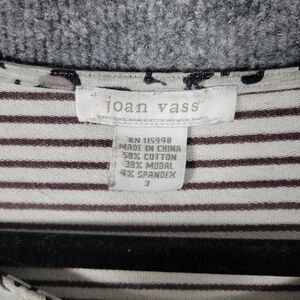 joan vass
RN 115998
MADE IN CHINA
58% COTTON
38% MODAL
4% SPANDEX
3